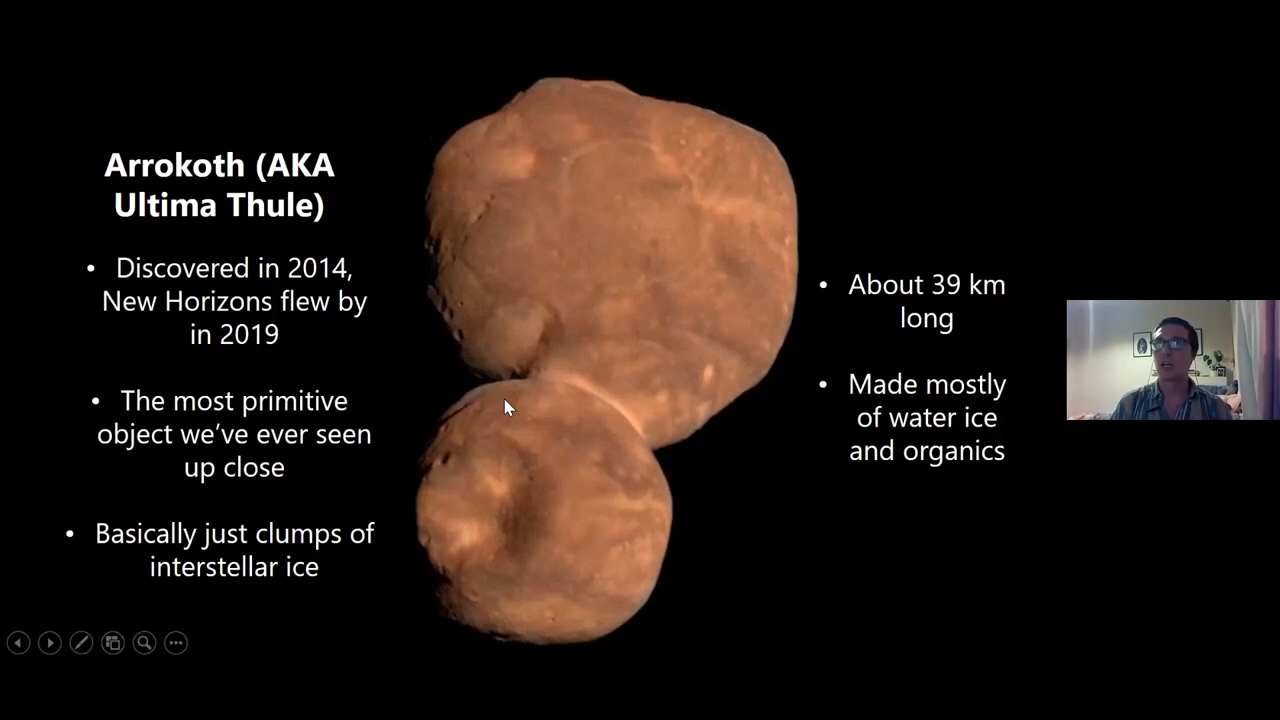 Arrokoth (AKA
Ultima Thule)
• Discovered in 2014,
New Horizons flew by
in 2019
• The most primitive
object we’ve ever seen
up close
• Basically just clumps of
interstellar ice
• About 39 km
long
• Made mostly
of water ice
and organics